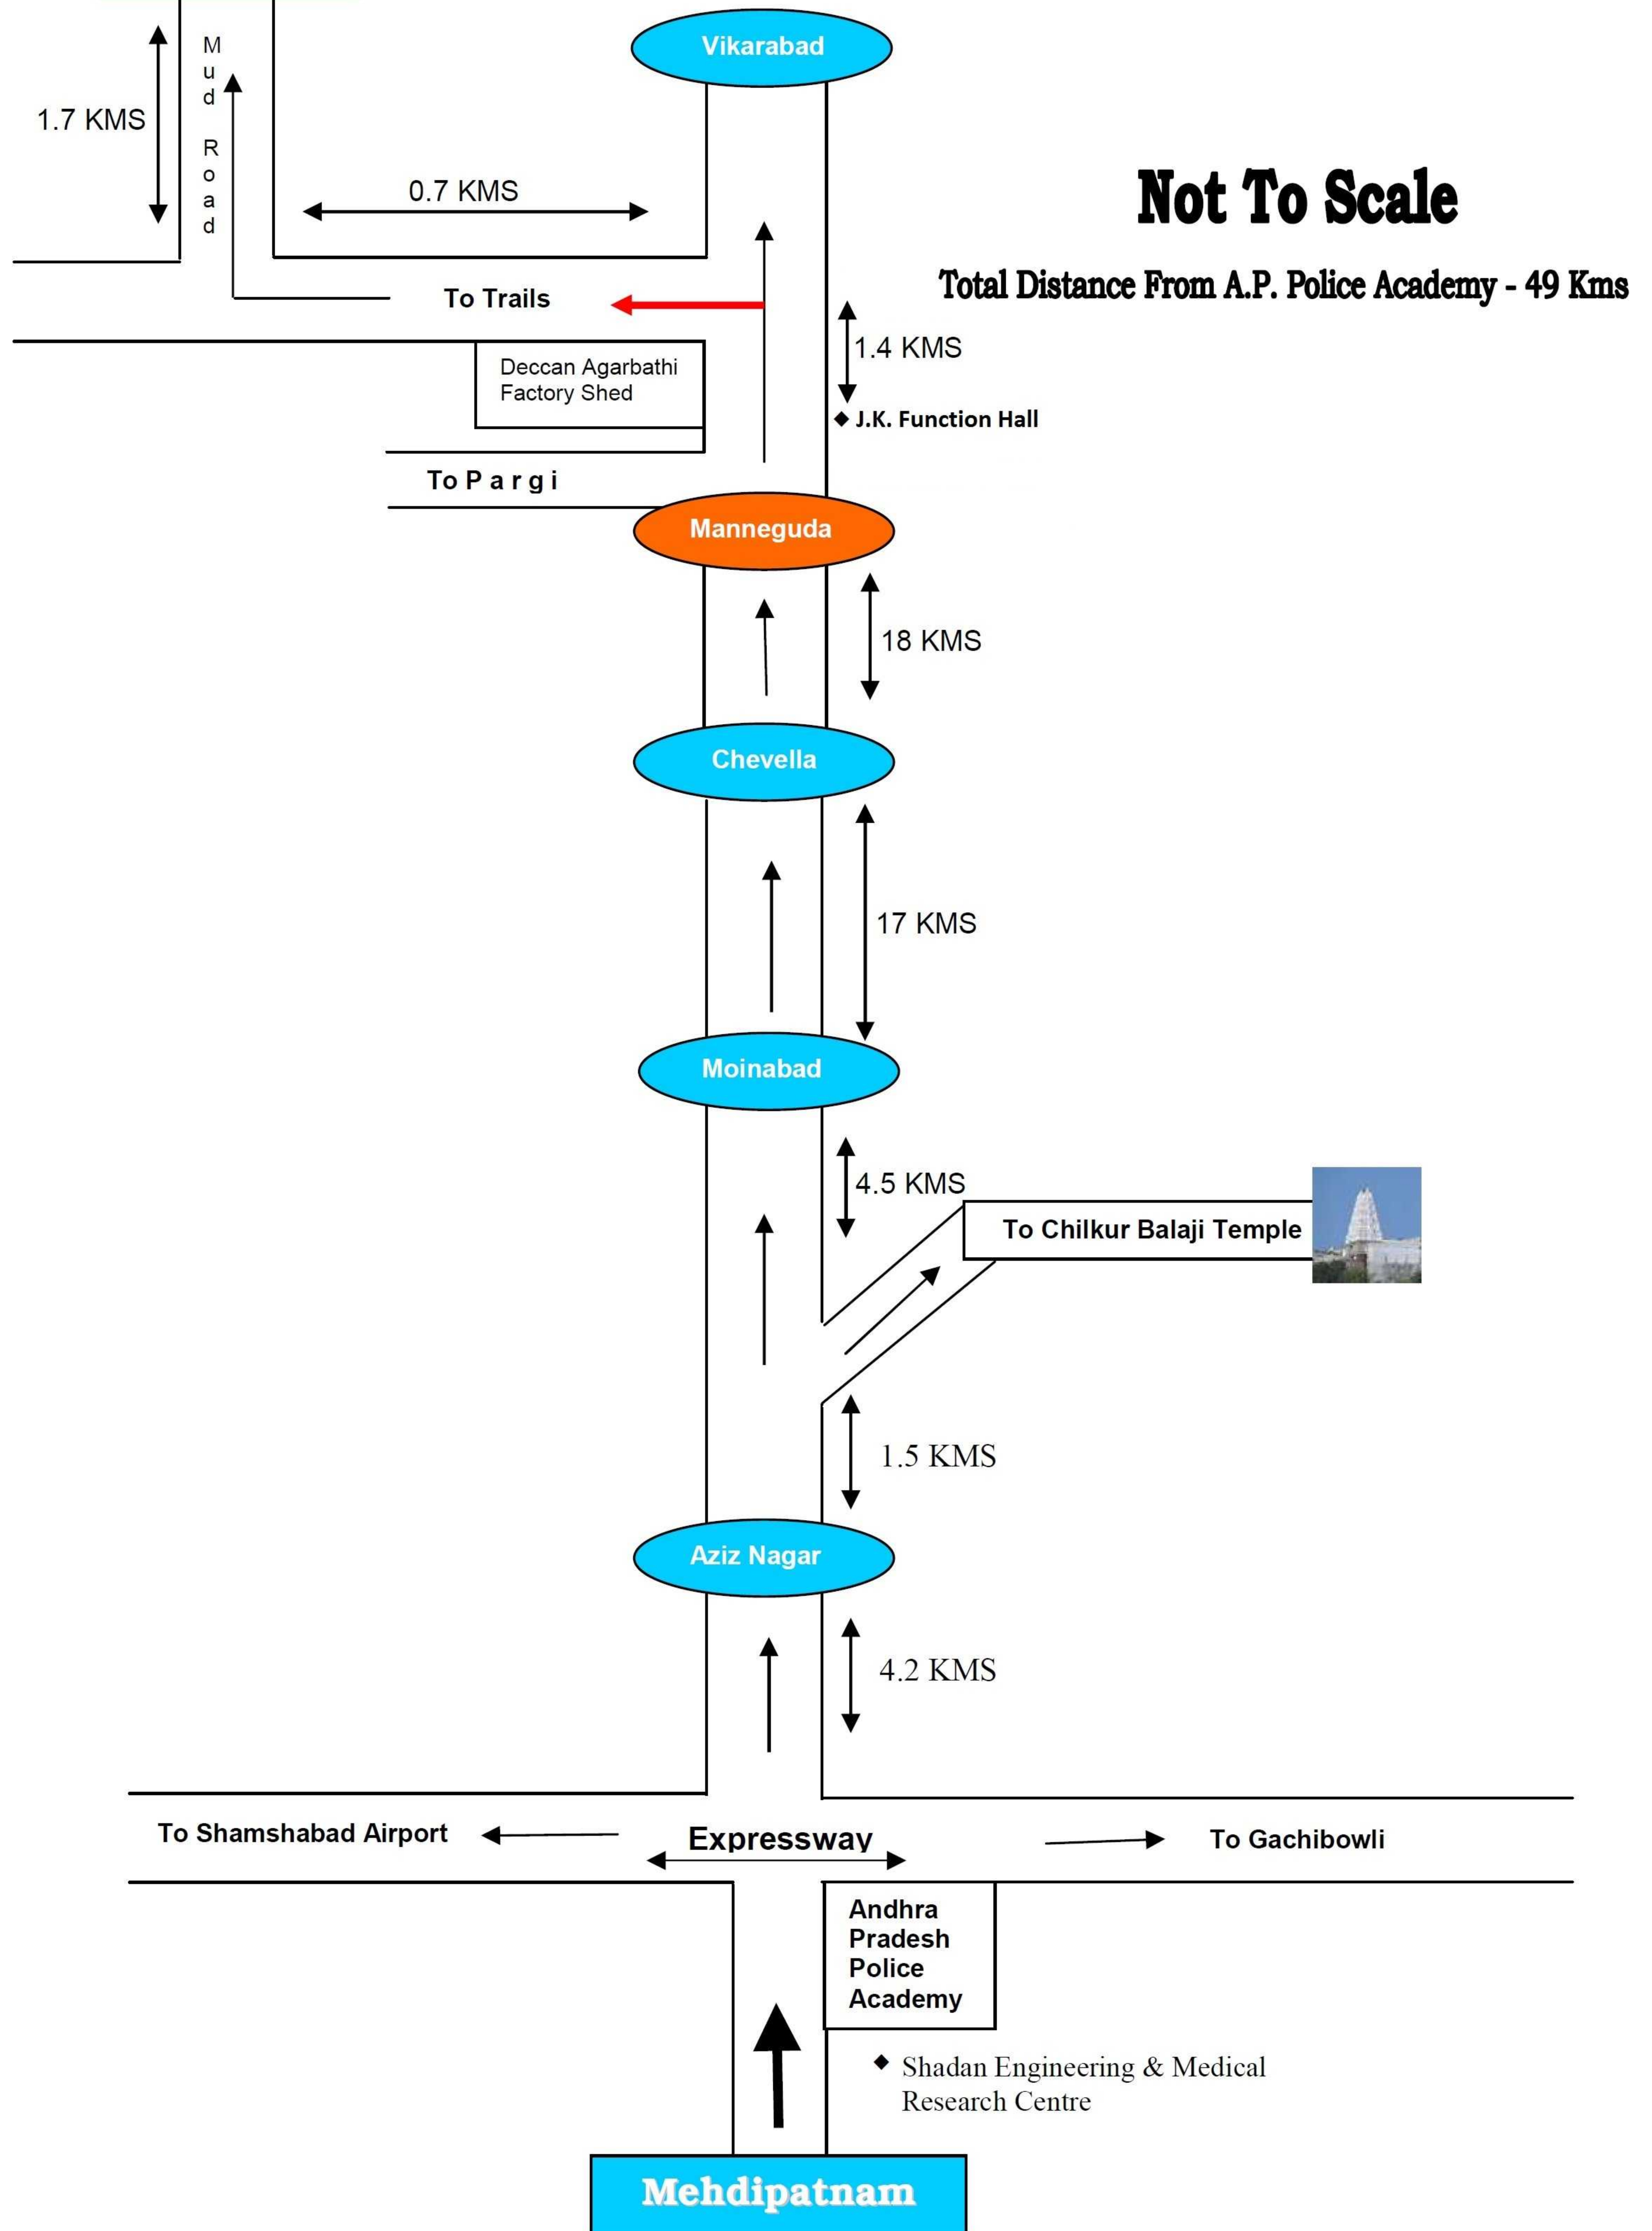 Vikarabad
Mud Road
1.7 KMS
0.7 KMS
Not To Scale
Total Distance From A.P. Police Academy - 49 Kms
To Trails
1.4 KMS
Deccan Agarbathi
Factory Shed
◆ J.K. Function Hall
To P a r g i
Manneguda
18 KMS
Chevella
17 KMS
Moinabad
4.5 KMS
To Chilkur Balaji Temple
1.5 KMS
Aziz Nagar
4.2 KMS
To Shamshabad Airport
Expressway
To Gachibowli
Andhra
Pradesh
Police
Academy
◆ Shadan Engineering & Medical
Research Centre
Mehdipatnam